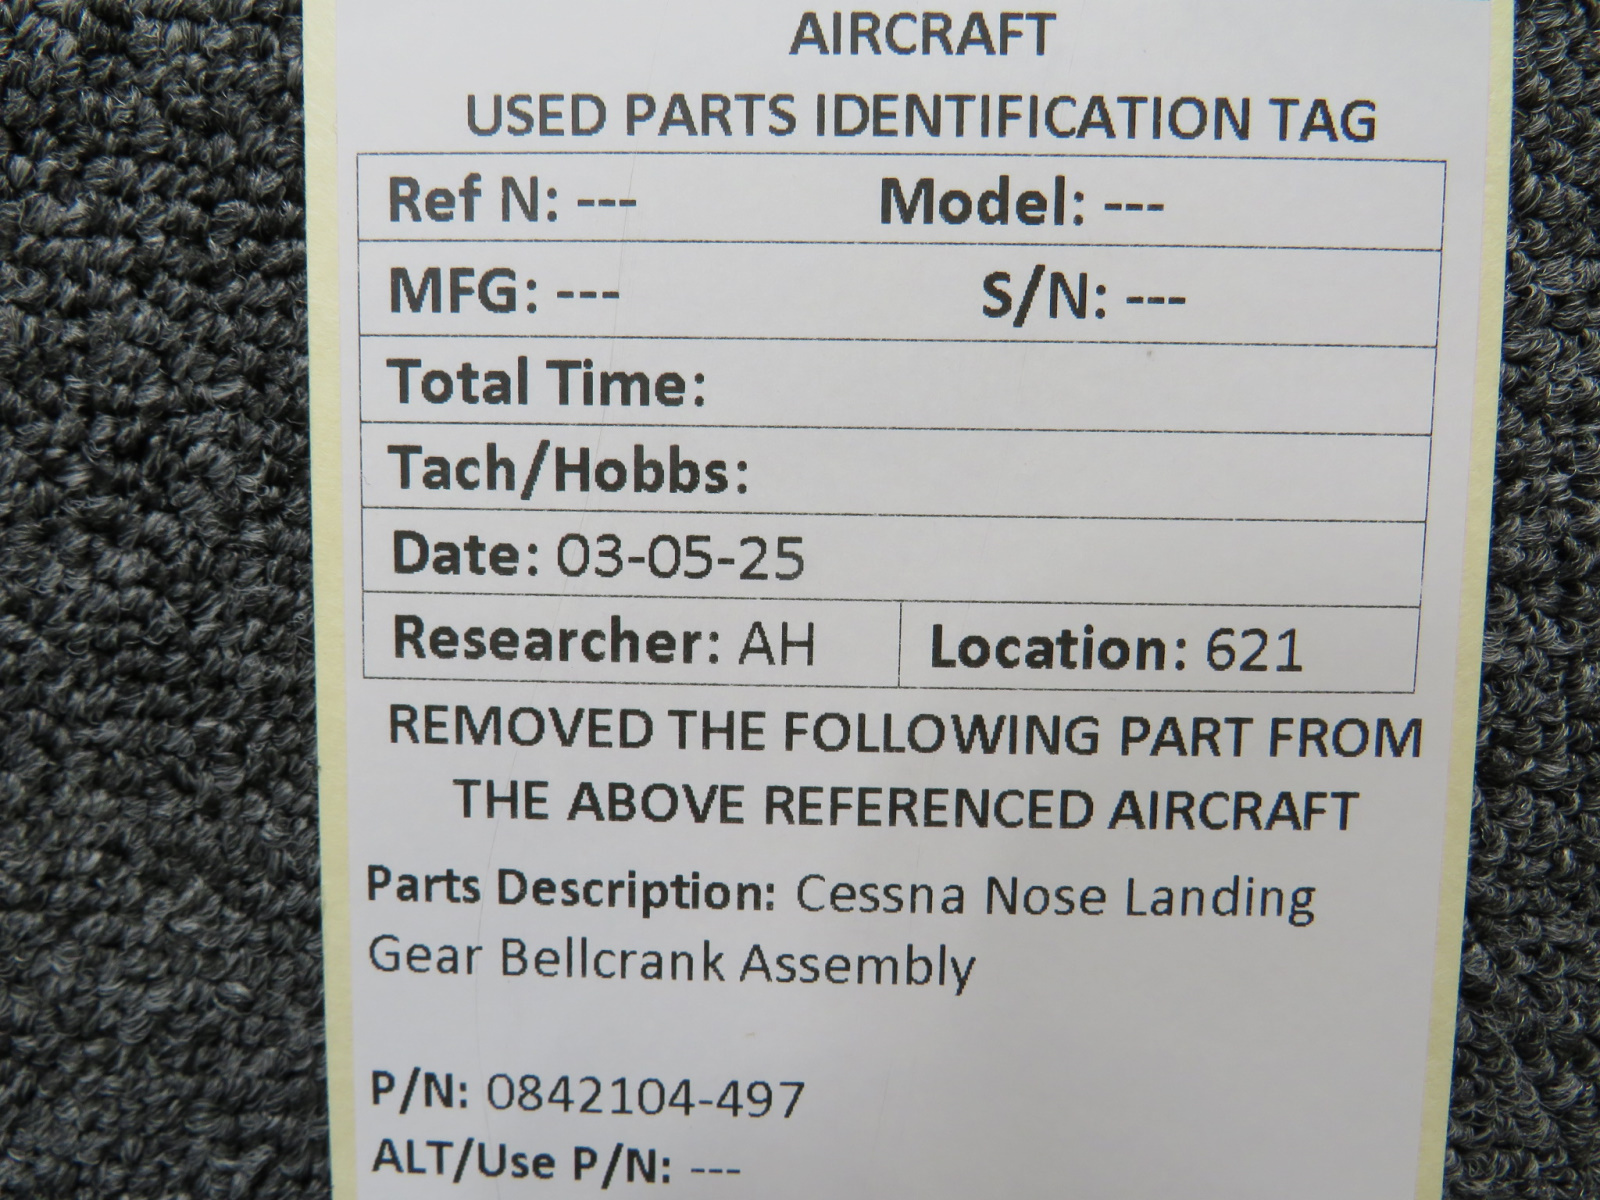 AIRCRAFT
USED PARTS IDENTIFICATION TAG
Ref N: --- Model: ---
MFG: --- S/N: ---
Total Time:
Tach/Hobbs:
Date: 03-05-25
Researcher: AH Location: 621
REMOVED THE FOLLOWING PART FROM
THE ABOVE REFERENCED AIRCRAFT
Parts Description: Cessna Nose Landing
Gear Bellcrank Assembly
P/N: 0842104-497
ALT/Use P/N: ---